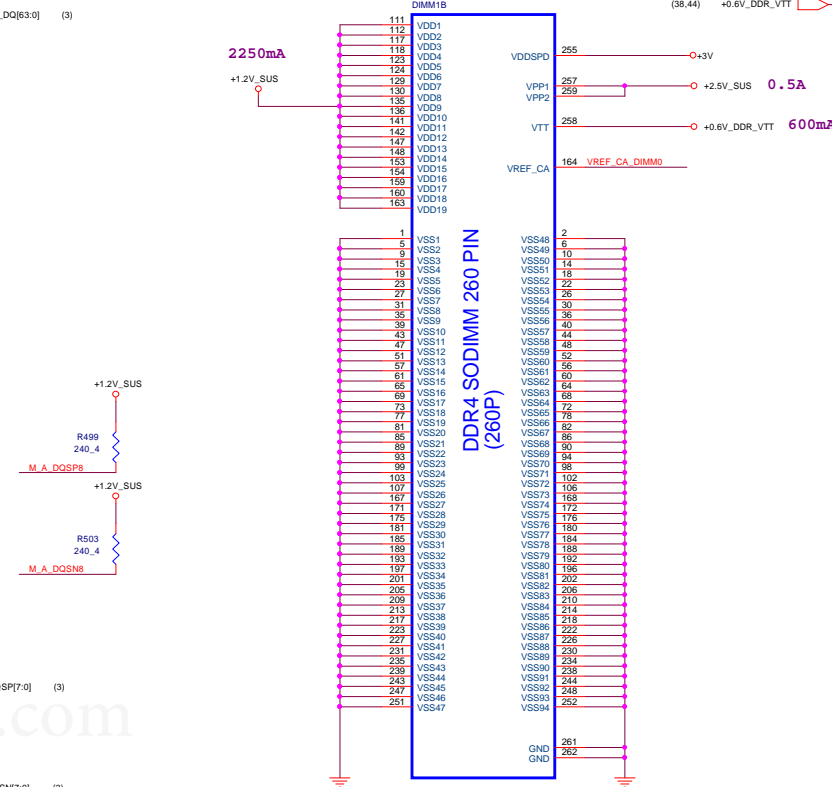 DIMM1B
(38,44) +0.6V_DDR_VTT
_DQ[63:0] (3)
2250mA
+1.2V_SUS
111 VDD1
112 VDD2
117 VDD3
118 VDD4
123 VDD5
124 VDD6
129 VDD7
130 VDD8
135 VDD9
136 VDD10
141 VDD11
142 VDD12
147 VDD13
148 VDD14
153 VDD15
154 VDD16
159 VDD17
160 VDD18
163 VDD19
VDDSPD 255 +3V
VPP1 257 +2.5V_SUS 0.5A
VPP2 259
VTT 258 +0.6V_DDR_VTT 600mA
VREF_CA 164 VREF_CA_DIMM0
DDR4 SODIMM 260 PIN
(260P)
1 VSS1
5 VSS2
9 VSS3
15 VSS4
19 VSS5
23 VSS6
27 VSS7
31 VSS8
35 VSS9
39 VSS10
43 VSS11
47 VSS12
51 VSS13
57 VSS14
61 VSS15
65 VSS16
69 VSS17
73 VSS18
77 VSS19
81 VSS20
85 VSS21
89 VSS22
93 VSS23
99 VSS24
103 VSS25
107 VSS26
167 VSS27
171 VSS28
175 VSS29
181 VSS30
185 VSS31
189 VSS32
193 VSS33
197 VSS34
201 VSS35
205 VSS36
209 VSS37
213 VSS38
217 VSS39
223 VSS40
227 VSS41
231 VSS42
235 VSS43
239 VSS44
243 VSS45
247 VSS46
251 VSS47
VSS48 2
VSS49 6
VSS50 10
VSS51 14
VSS52 18
VSS53 22
VSS54 26
VSS55 30
VSS56 36
VSS57 40
VSS58 44
VSS59 48
VSS60 52
VSS61 56
VSS62 60
VSS63 64
VSS64 68
VSS65 72
VSS66 78
VSS67 82
VSS68 86
VSS69 90
VSS70 94
VSS71 98
VSS72 102
VSS73 106
VSS74 168
VSS75 172
VSS76 176
VSS77 180
VSS78 184
VSS79 188
VSS80 192
VSS81 196
VSS82 202
VSS83 206
VSS84 210
VSS85 214
VSS86 218
VSS87 222
VSS88 226
VSS89 230
VSS90 234
VSS91 238
VSS92 244
VSS93 248
VSS94 252
GND 261
GND 262
+1.2V_SUS
R499
240_4
M_A_DQSP8
+1.2V_SUS
R503
240_4
M_A_DQSN8
SP[7:0] (3)
.com